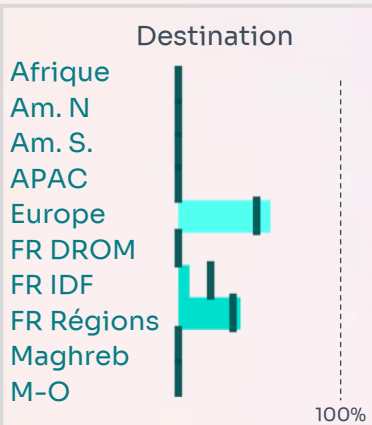 Destination
Afrique
Am. N
Am. S.
APAC
Europe
FR DROM
FR IDF
FR Régions
Maghreb
M-O
100%